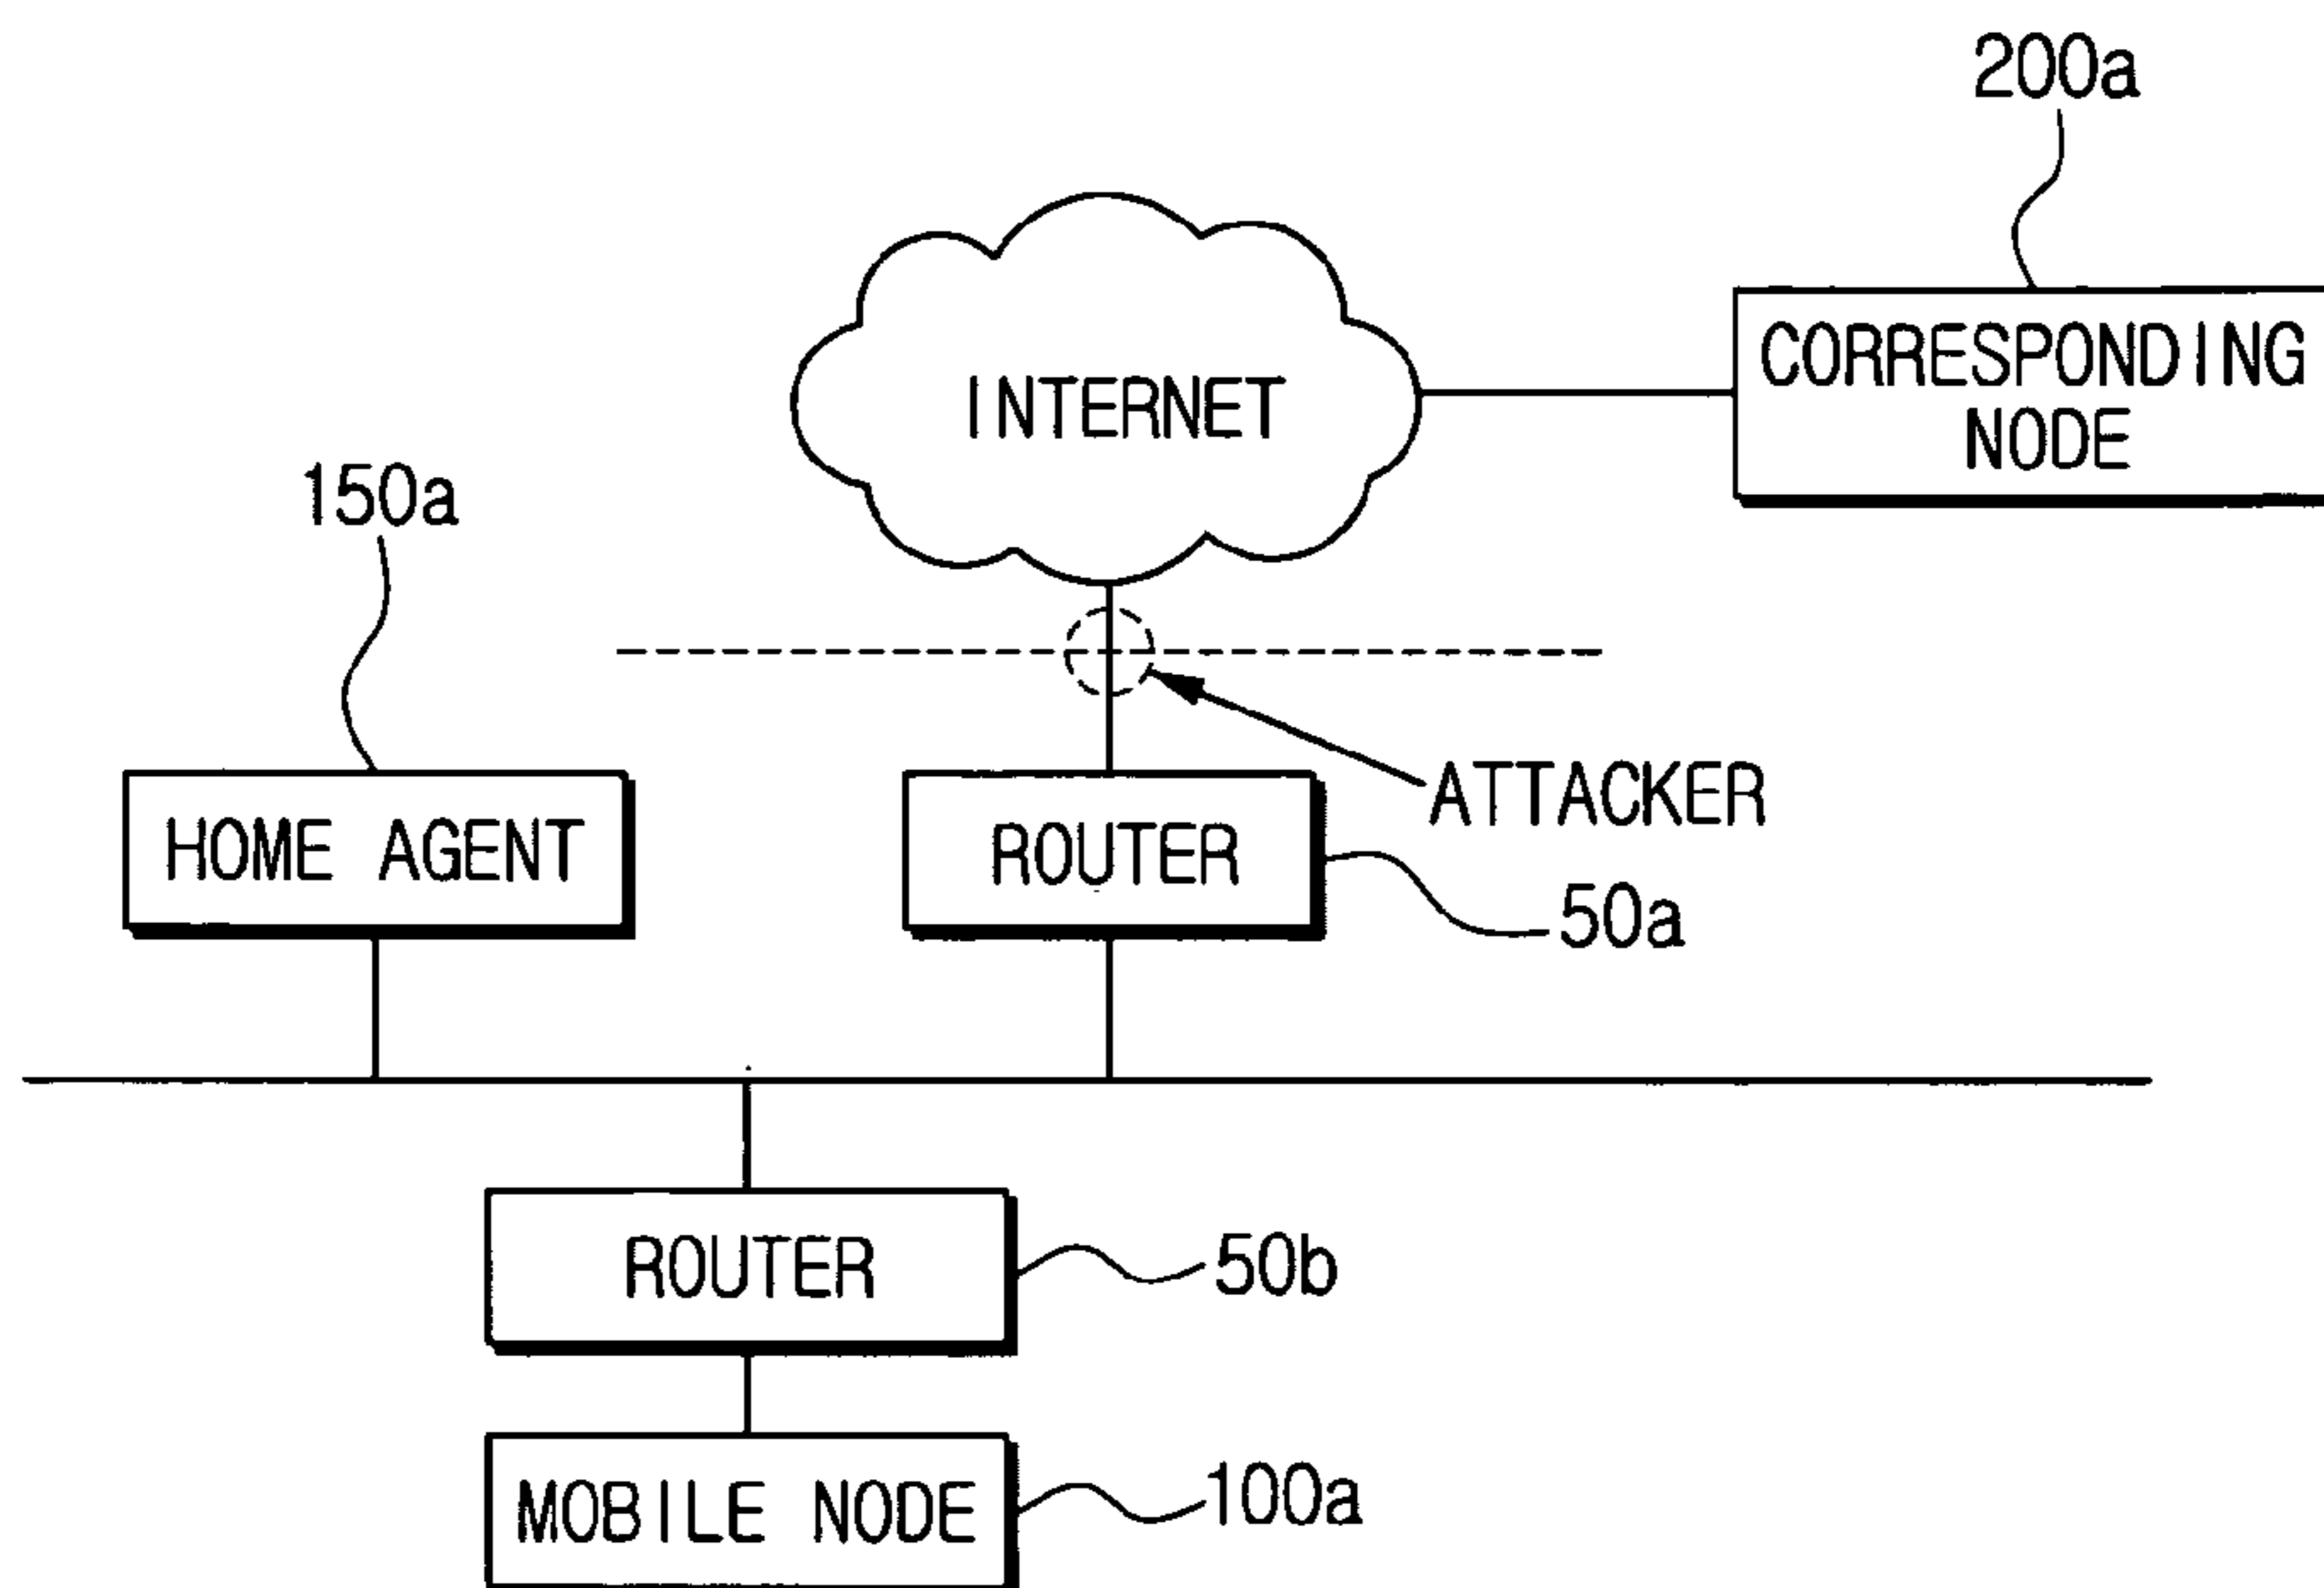 200a
CORRESPONDING
NODE
INTERNET
150a
HOME AGENT
ROUTER
ATTACKER
50a
ROUTER
50b
MOBILE NODE
100a